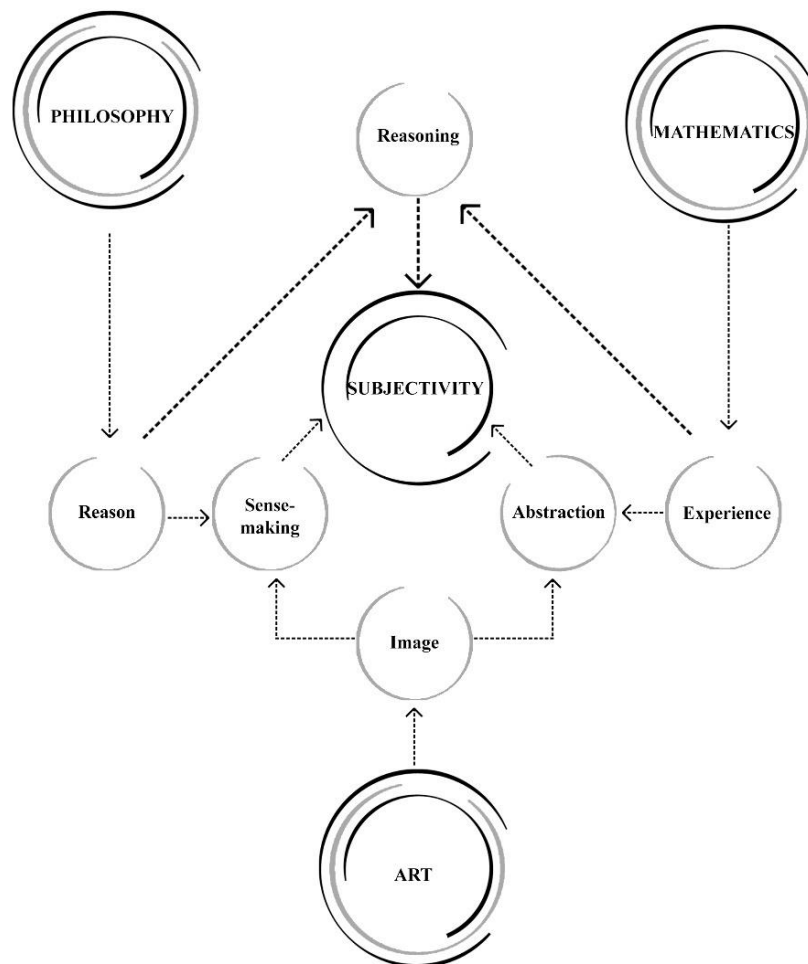 PHILOSOPHY
Reasoning
MATHEMATICS
SUBJECTIVITY
Reason
Sense-
making
Abstraction
Experience
Image
ART